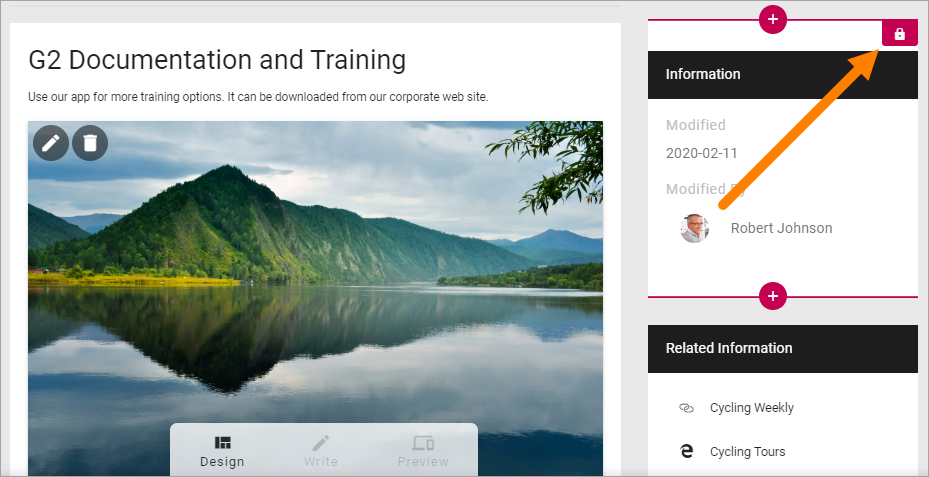 G2 Documentation and Training
Use our app for more training options. It can be downloaded from our corporate web site.
Design
Write
Preview
Information
Modified
2020-02-11
Modified By
Robert Johnson
Related Information
Cycling Weekly
Cycling Tours